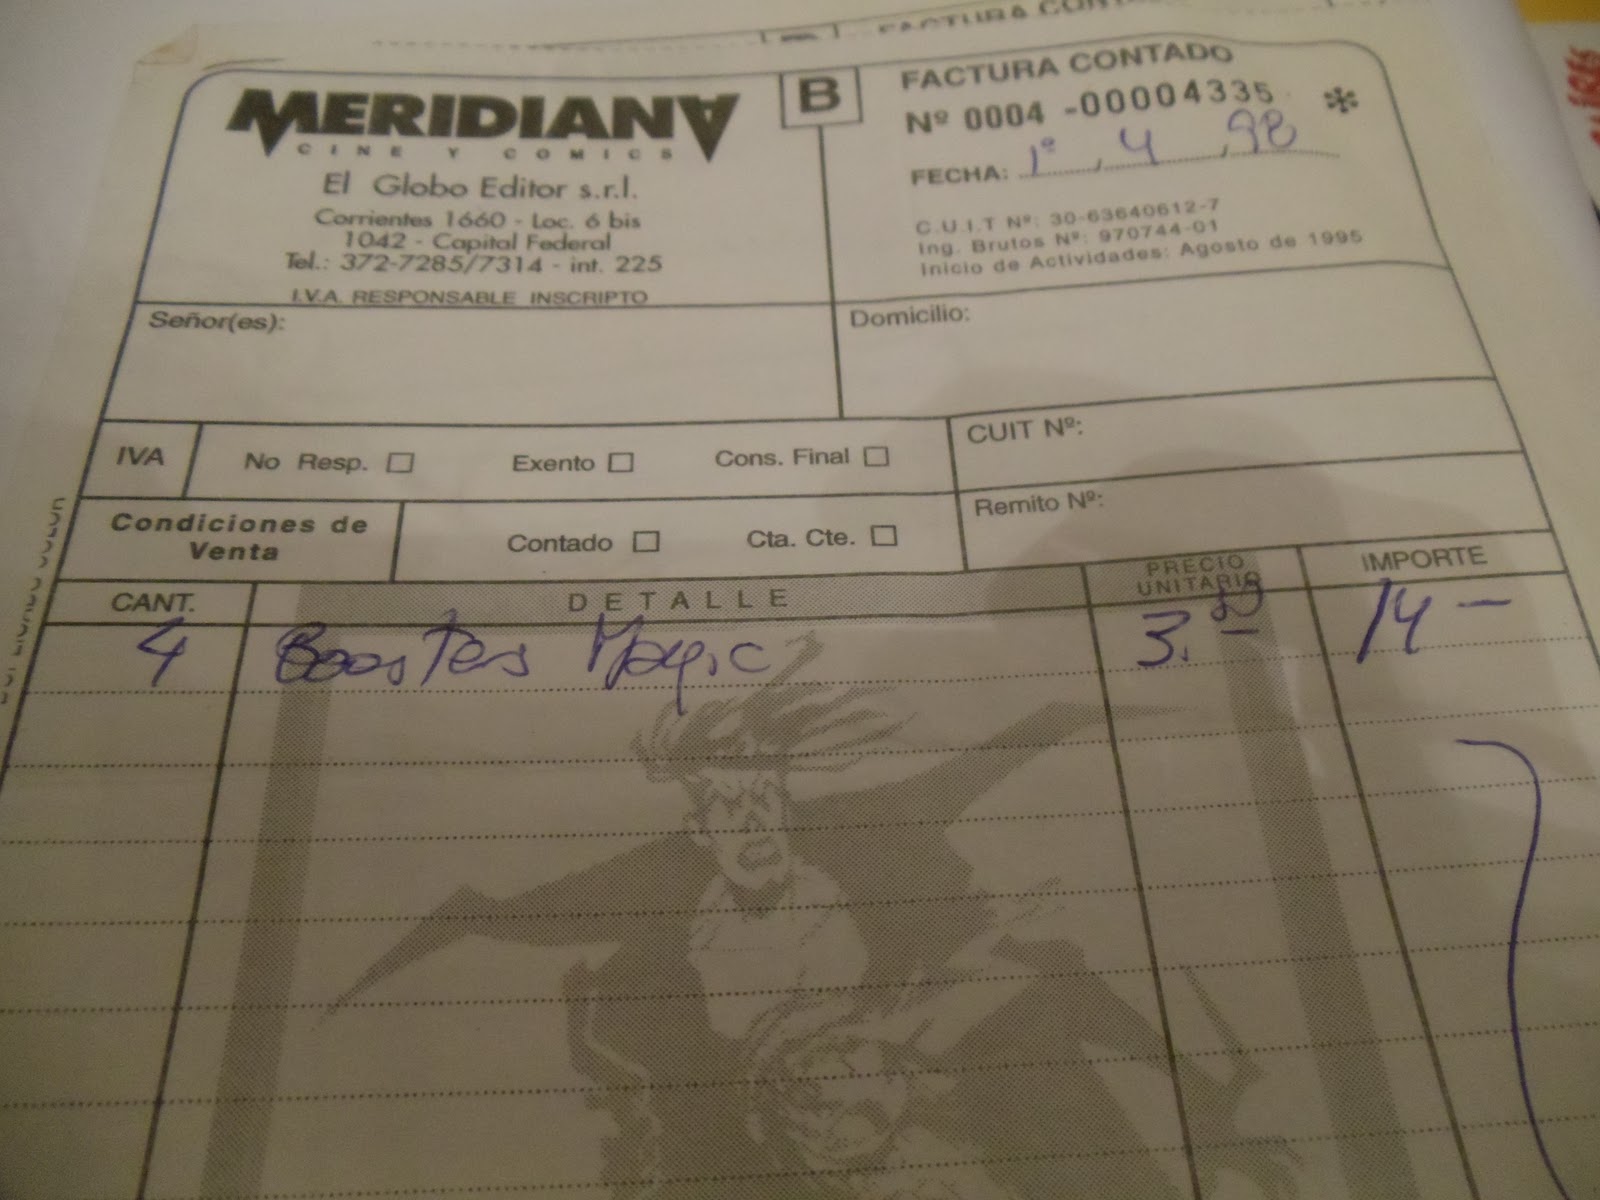 FACTURA CONT
MERIDIANA
CINE Y COMICS
El Globo Editor s.r.l.
Corrientes 1660 - Loc. 6 bis
1042 - Capital Federal
Tel.: 372-7285/7314 - int. 225
I.V.A. RESPONSABLE INSCRIPTO
B
FACTURA CONTADO
Nº 0004 -00004335 *
FECHA: 1º, 4, 98
C.U.I.T Nº: 30-63640612-7
Ing. Brutos Nº: 970744-01
Inicio de Actividades: Agosto de 1995
Señor(es):
Domicilio:
IVA No Resp. Exento Cons. Final
CUIT Nº:
Condiciones de
Venta
Contado Cta. Cte.
Remito Nº:
CANT. DETALLE PRECIO UNITARIO IMPORTE
4 Boosters Magic 3.50 14 —